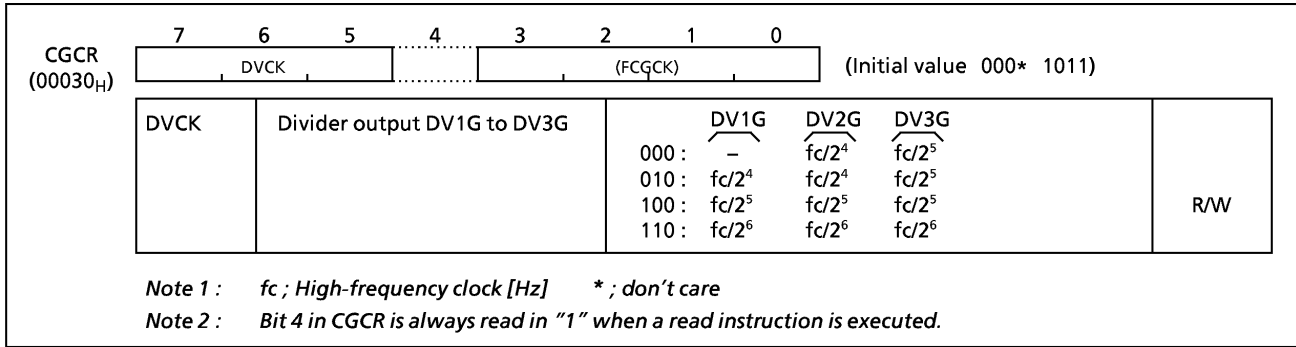 7 6 5 4 3 2 1 0
CGCR
(00030H)
DVCK (FCGCK) (Initial value 000* 1011)
DVCK Divider output DV1G to DV3G DV1G DV2G DV3G
000 : – fc/2⁴ fc/2⁵
010 : fc/2⁴ fc/2⁴ fc/2⁵
100 : fc/2⁵ fc/2⁵ fc/2⁵ R/W
110 : fc/2⁶ fc/2⁶ fc/2⁶
Note 1 : fc ; High-frequency clock [Hz] * ; don't care
Note 2 : Bit 4 in CGCR is always read in "1" when a read instruction is executed.